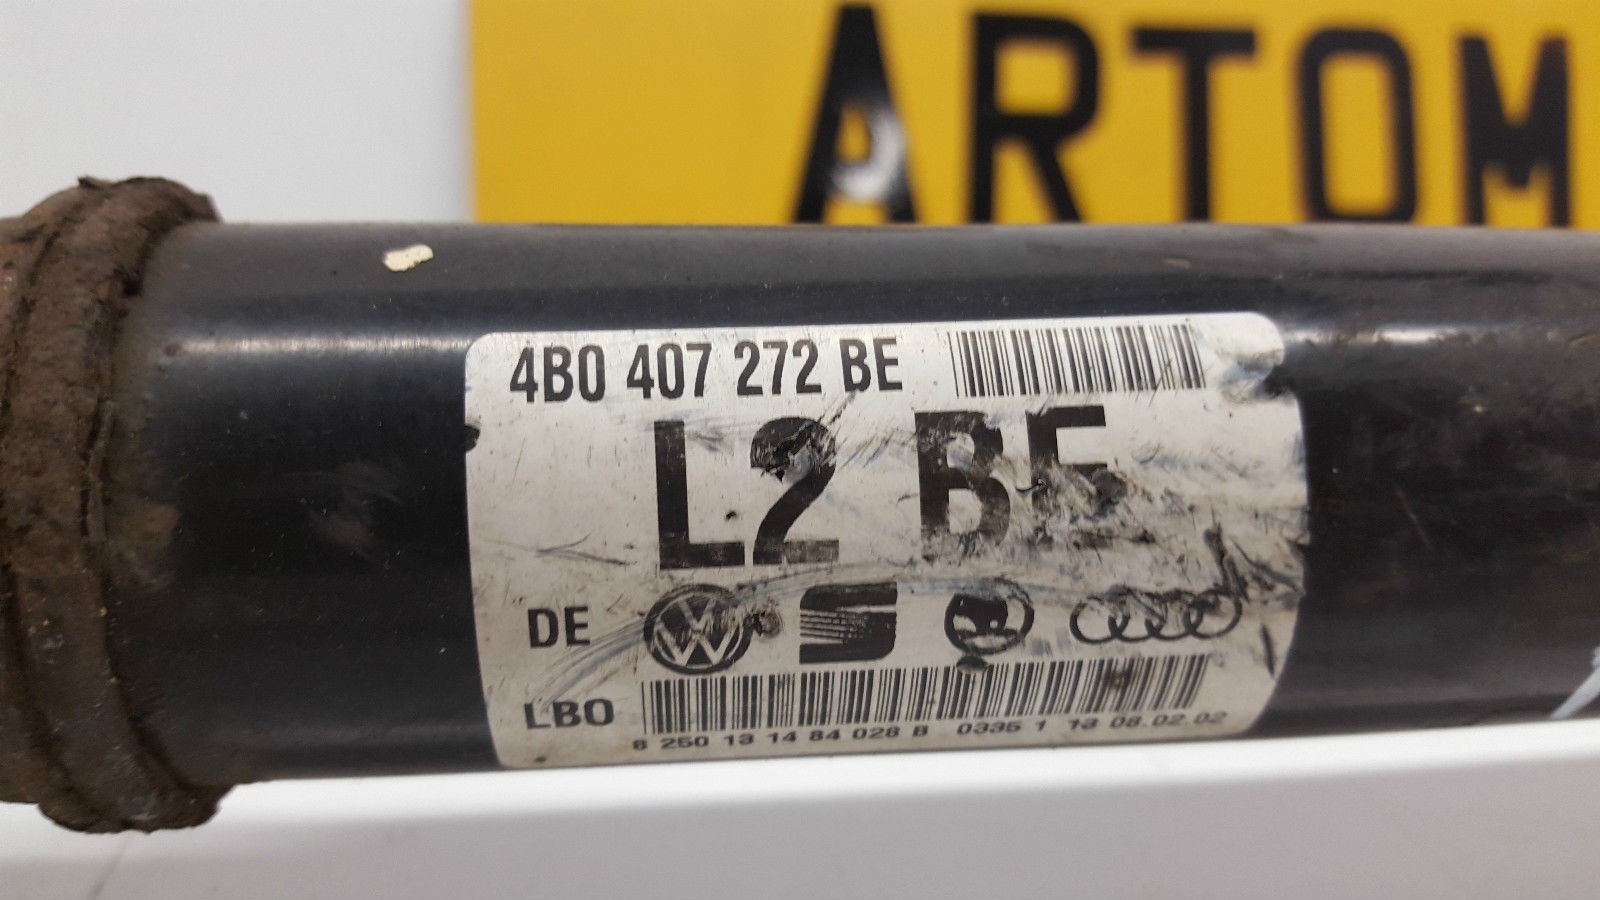 ARTOM
4B0 407 272 BE
L2 BE
DE
LBO
8 250 13 14 84 028 B 0335 1 13 08.02.02